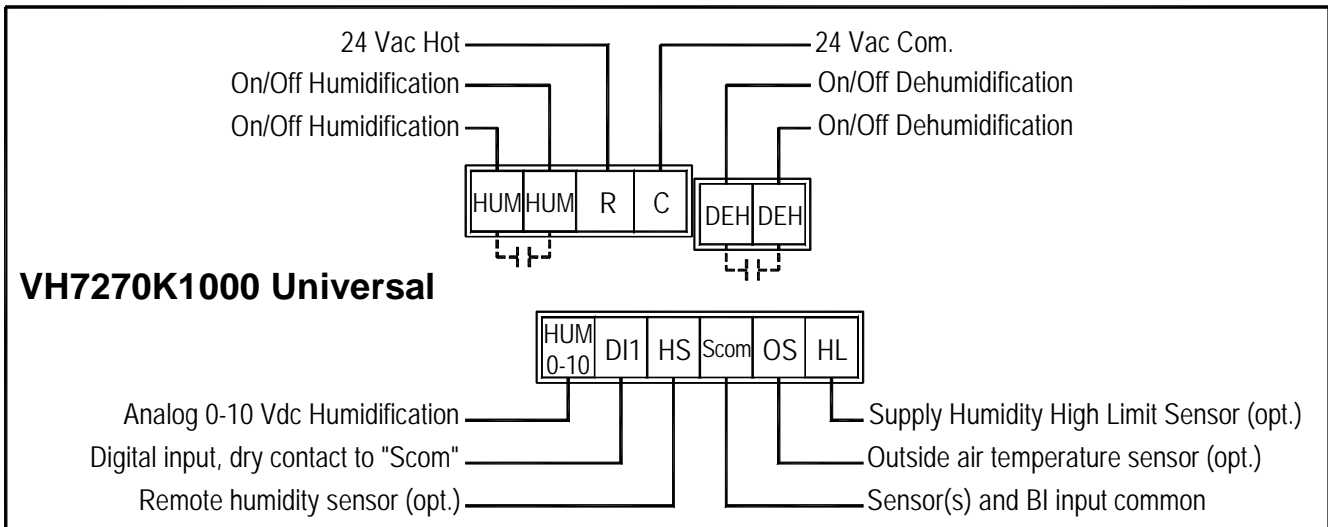 24 Vac Hot 24 Vac Com.
On/Off Humidification On/Off Dehumidification
On/Off Humidification On/Off Dehumidification
HUM HUM R C DEH DEH
VH7270K1000 Universal
HUM 0-10 DI1 HS Scom OS HL
Analog 0-10 Vdc Humidification Supply Humidity High Limit Sensor (opt.)
Digital input, dry contact to "Scom" Outside air temperature sensor (opt.)
Remote humidity sensor (opt.) Sensor(s) and BI input common